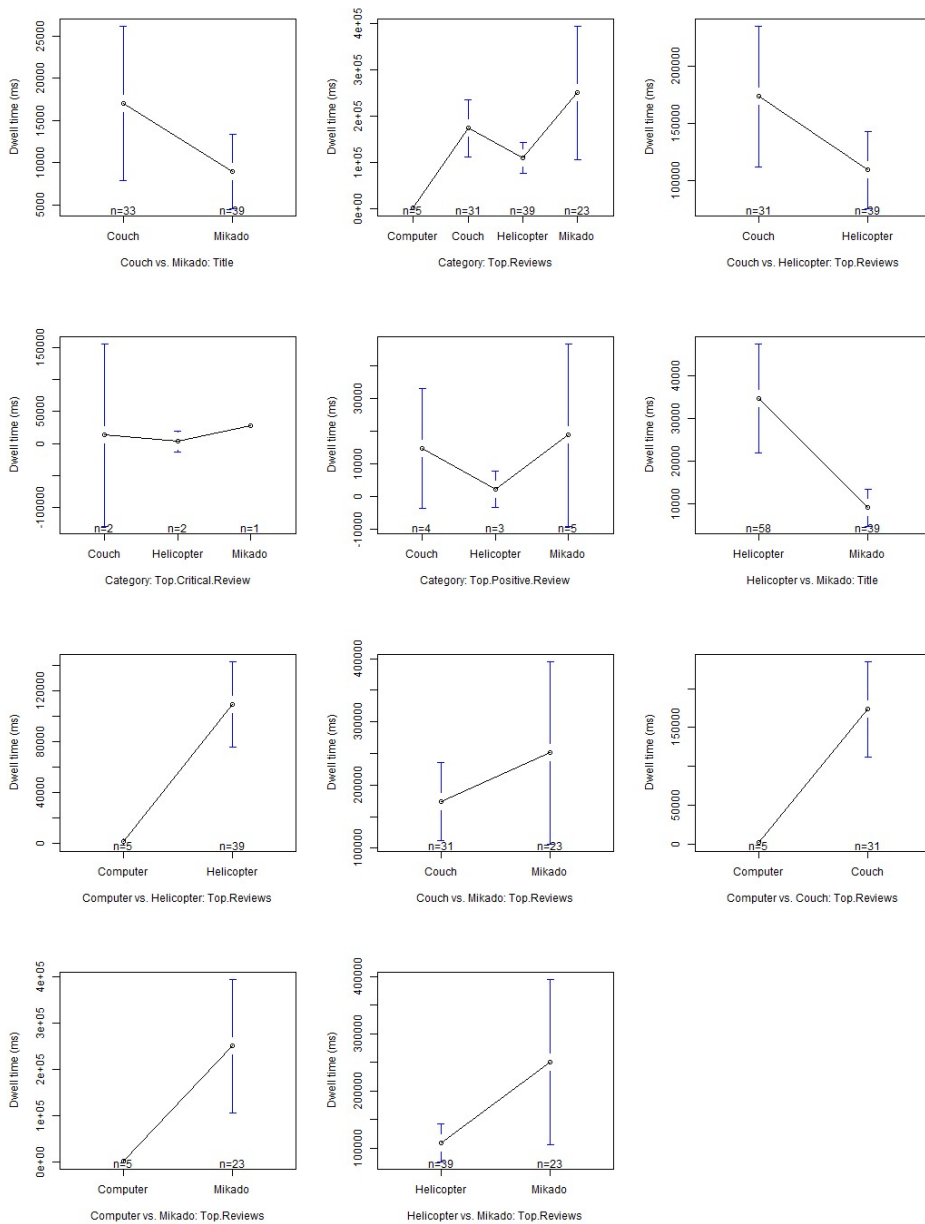 Dwell time (ms)
25000
20000
15000
10000
5000
n=33
n=39
Couch
Mikado
Couch vs. Mikado: Title
Dwell time (ms)
4e+05
3e+05
2e+05
1e+05
0e+00
n=5
n=31
n=39
n=23
Computer
Couch
Helicopter
Mikado
Category: Top.Reviews
Dwell time (ms)
200000
150000
100000
n=31
n=39
Couch
Helicopter
Couch vs. Helicopter: Top.Reviews
Dwell time (ms)
150000
50000
0
-100000
n=2
n=2
n=1
Couch
Helicopter
Mikado
Category: Top.Critical.Review
Dwell time (ms)
30000
10000
0
-10000
n=4
n=3
n=5
Couch
Helicopter
Mikado
Category: Top.Positive.Review
Dwell time (ms)
40000
30000
20000
10000
n=58
n=39
Helicopter
Mikado
Helicopter vs. Mikado: Title
Dwell time (ms)
120000
80000
40000
0
n=5
n=39
Computer
Helicopter
Computer vs. Helicopter: Top.Reviews
Dwell time (ms)
400000
300000
200000
100000
n=31
n=23
Couch
Mikado
Couch vs. Mikado: Top.Reviews
Dwell time (ms)
150000
50000
0
n=5
n=31
Computer
Couch
Computer vs. Couch: Top.Reviews
Dwell time (ms)
4e+05
3e+05
2e+05
1e+05
0e+00
n=5
n=23
Computer
Mikado
Computer vs. Mikado: Top.Reviews
Dwell time (ms)
400000
300000
200000
100000
n=39
n=23
Helicopter
Mikado
Helicopter vs. Mikado: Top.Reviews